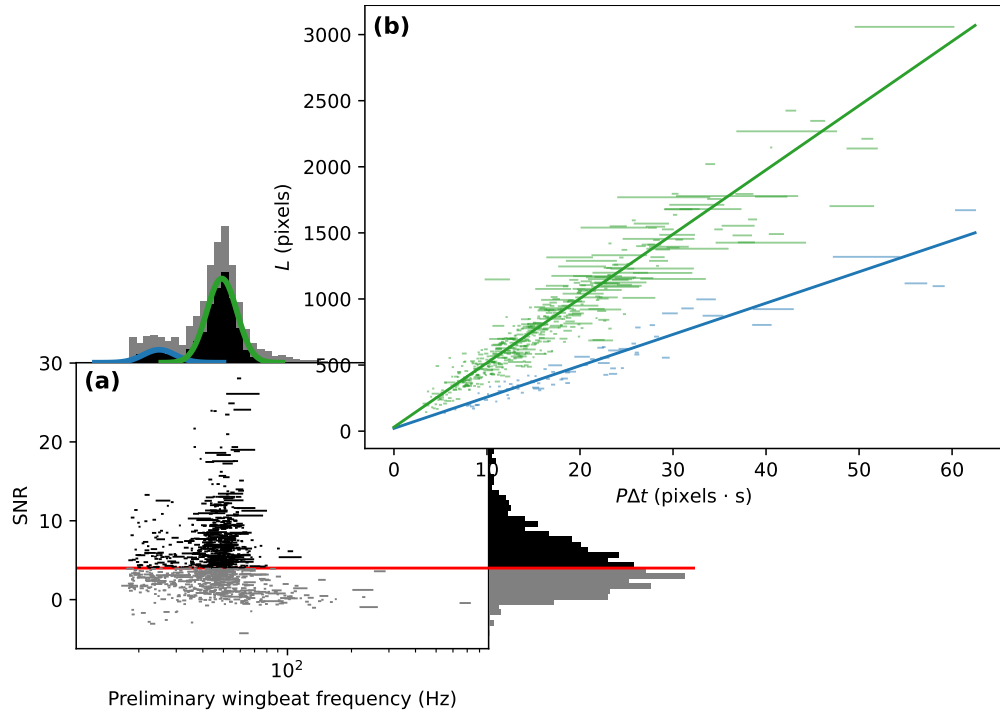 (b)
3000
2500
2000
1500
1000
500
0
L (pixels)
0 10 20 30 40 50 60
PΔt (pixels · s)
(a)
30
20
10
0
SNR
10²
Preliminary wingbeat frequency (Hz)